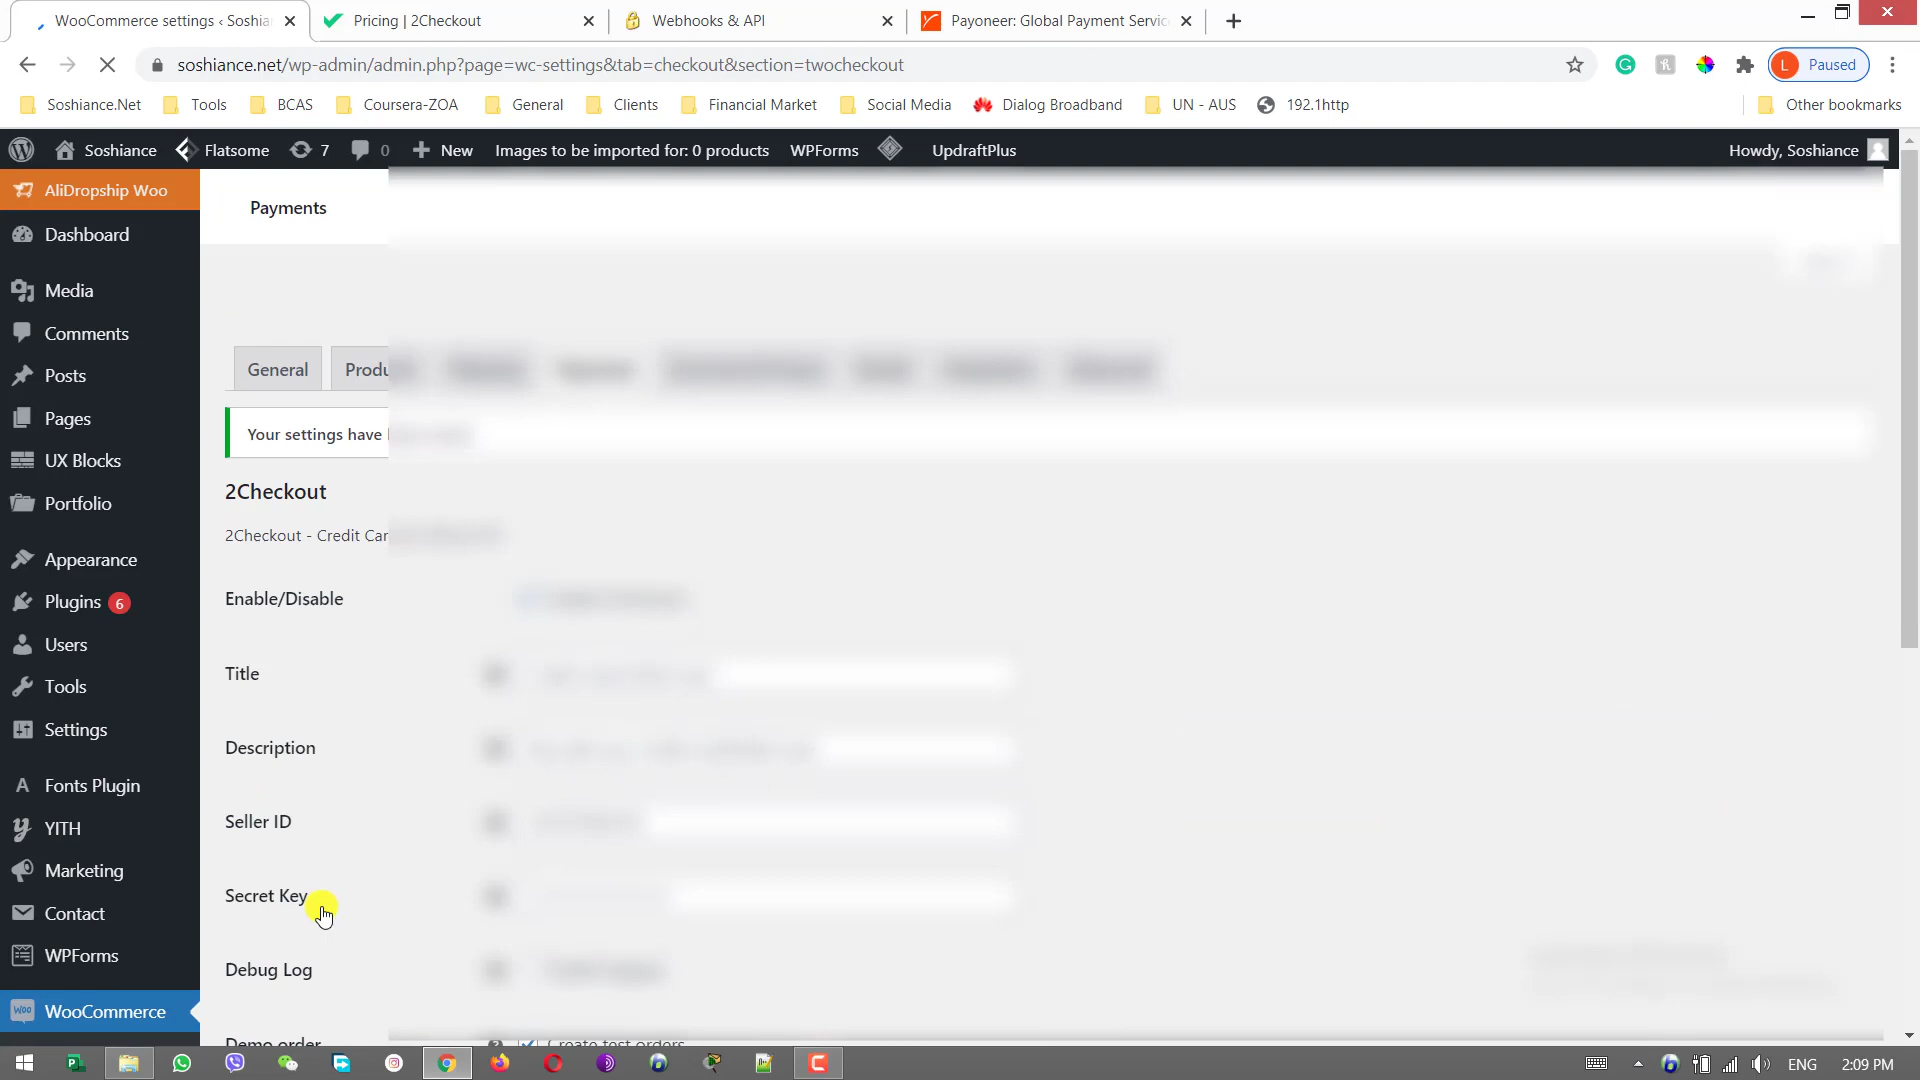 WooCommerce settings ‹ Soshia
Pricing | 2Checkout
Webhooks & API
Payoneer: Global Payment Servic
soshiance.net/wp-admin/admin.php?page=wc-settings&tab=checkout&section=twocheckout
L Paused
Soshiance.Net Tools BCAS Coursera-ZOA General Clients Financial Market Social Media Dialog Broadband UN - AUS 192.1http Other bookmarks
Soshiance Flatsome 7 0 New Images to be imported for: 0 products WPForms UpdraftPlus Howdy, Soshiance
AliDropship Woo
Dashboard
Media
Comments
Posts
Pages
UX Blocks
Portfolio
Appearance
Plugins 6
Users
Tools
Settings
Fonts Plugin
YITH
Marketing
Contact
WPForms
WooCommerce
Payments
General Produ
Your settings have
2Checkout
2Checkout - Credit Car
Enable/Disable
Title
Description
Seller ID
Secret Key
Debug Log
Demo order Create test orders
ENG 2:09 PM